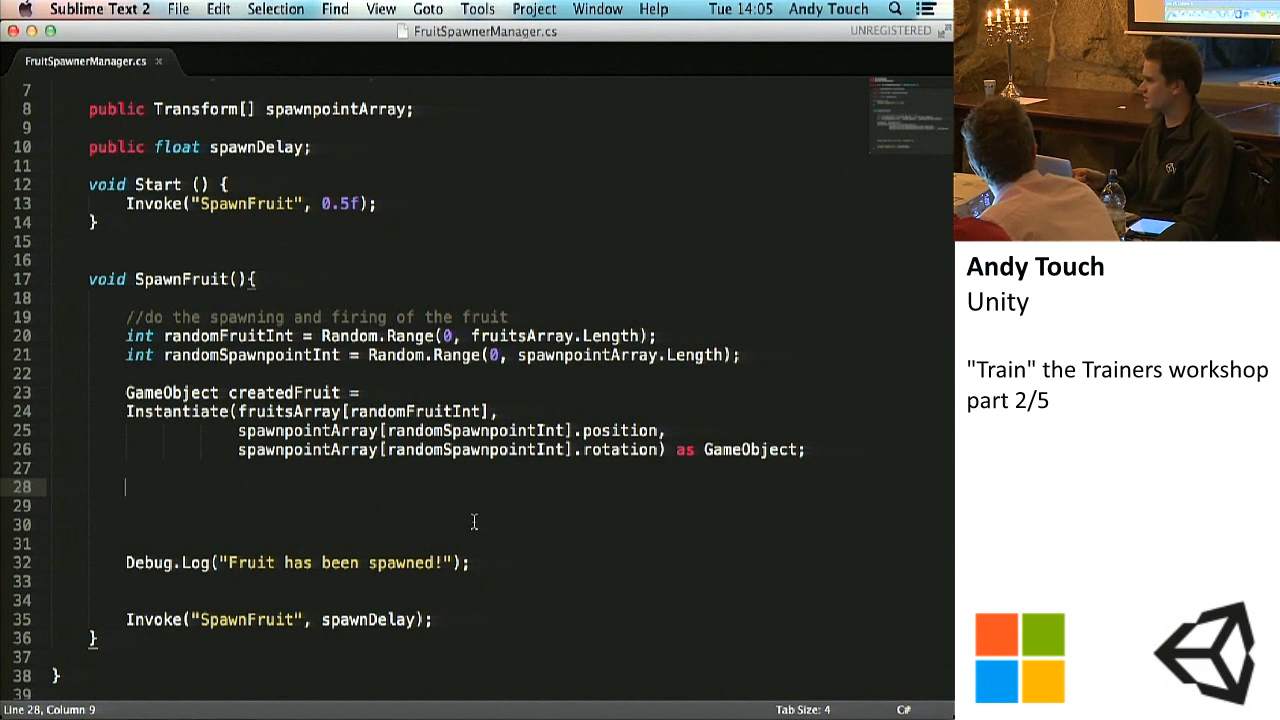 Sublime Text 2 File Edit Selection Find View Goto Tools Project Window Help Tue 14:05 Andy Touch
FruitSpawnerManager.cs
UNREGISTERED
FruitSpawnerManager.cs ×
7
8 public Transform[] spawnpointArray;
9
10 public float spawnDelay;
11
12 void Start () {
13 Invoke("SpawnFruit", 0.5f);
14 }
15
16
17 void SpawnFruit(){
18
19 //do the spawning and firing of the fruit
20 int randomFruitInt = Random.Range(0, fruitsArray.Length);
21 int randomSpawnpointInt = Random.Range(0, spawnpointArray.Length);
22
23 GameObject createdFruit =
24 Instantiate(fruitsArray[randomFruitInt],
25 spawnpointArray[randomSpawnpointInt].position,
26 spawnpointArray[randomSpawnpointInt].rotation) as GameObject;
27
28
29
30
31
32 Debug.Log("Fruit has been spawned!");
33
34
35 Invoke("SpawnFruit", spawnDelay);
36 }
37
38 }
39
Line 28, Column 9
Tab Size: 4
C#
Andy Touch
Unity
"Train" the Trainers workshop
part 2/5